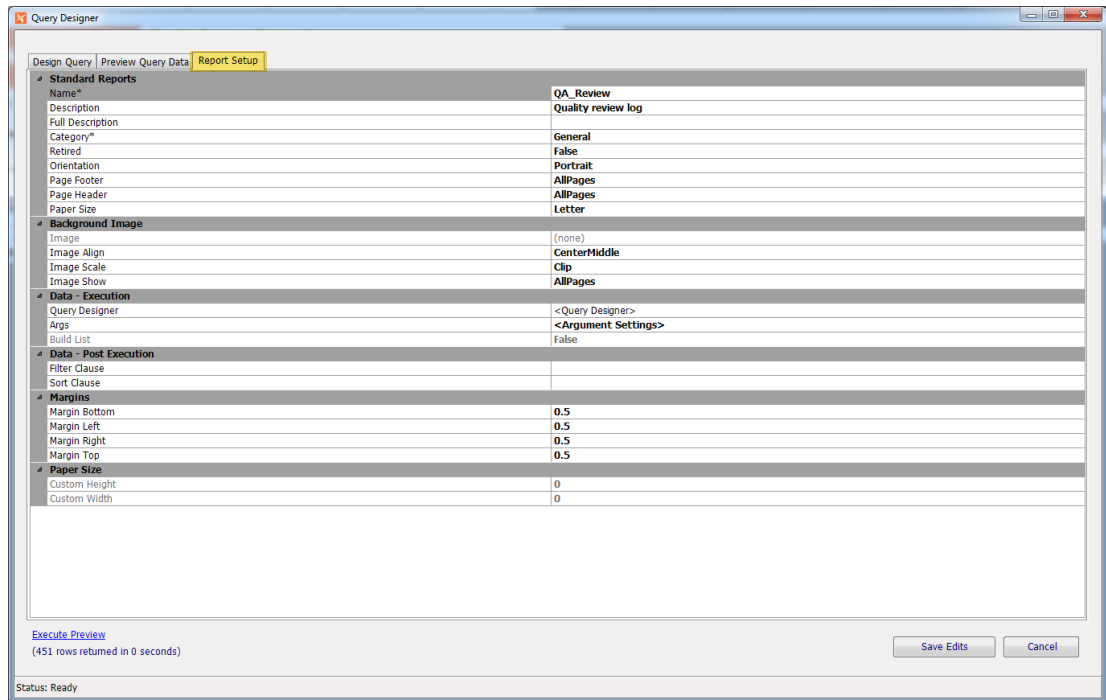 Query Designer
Design Query Preview Query Data Report Setup
Standard Reports
Name* QA_Review
Description Quality review log
Full Description
Category* General
Retired False
Orientation Portrait
Page Footer AllPages
Page Header AllPages
Paper Size Letter
Background Image
Image (none)
Image Align CenterMiddle
Image Scale Clip
Image Show AllPages
Data - Execution
Query Designer <Query Designer>
Args <Argument Settings>
Build List False
Data - Post Execution
Filter Clause
Sort Clause
Margins
Margin Bottom 0.5
Margin Left 0.5
Margin Right 0.5
Margin Top 0.5
Paper Size
Custom Height 0
Custom Width 0
Execute Preview
(451 rows returned in 0 seconds)
Save Edits Cancel
Status: Ready